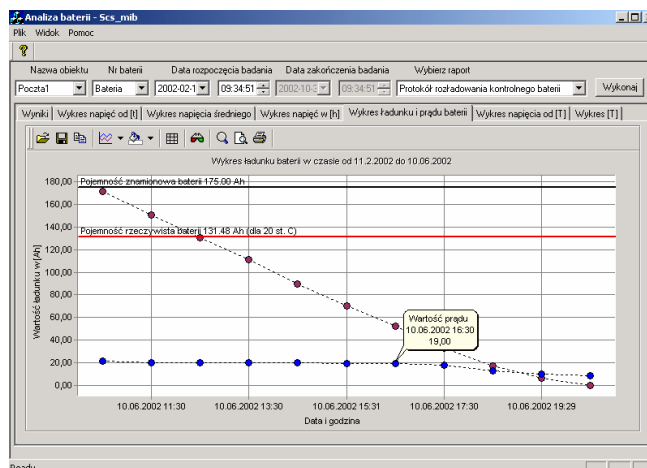 Analiza baterii - Scs_mib
Plik Widok Pomoc
Nazwa obiektu Nr baterii Data rozpoczęcia badania Data zakończenia badania Wybierz raport
Poczta1 Bateria 2002-02-1 09:34:51 2002-10-3 09:34:51 Protokół rozładowania kontrolnego baterii Wykonaj
Wyniki Wykres napięć od [t] Wykres napięcia średniego Wykres napięć w [h] Wykres ładunku i prądu baterii Wykres napięcia od [T] Wykres [T]
Wykres ładunku baterii w czasie od 11.2.2002 do 10.06.2002
180,00
Pojemność znamionowa baterii 175.00 Ah
160,00
140,00
Pojemność rzeczywista baterii 131.48 Ah (dla 20 st. C)
120,00
100,00
80,00
60,00
40,00
20,00
0,00
Wartość ładunku w [Ah]
Wartość prądu
10.06.2002 16:30
19,00
10.06.2002 11:30 10.06.2002 13:30 10.06.2002 15:31 10.06.2002 17:30 10.06.2002 19:29
Data i godzina
Ready